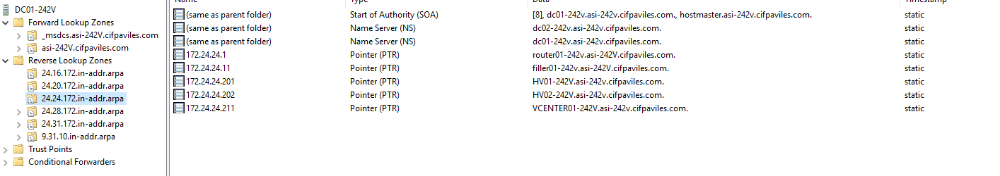 Name Type Data Timestamp
DC01-242V
Forward Lookup Zones
_msdcs.asi-242V.cifpaviles.com
asi-242V.cifpaviles.com
Reverse Lookup Zones
24.16.172.in-addr.arpa
24.20.172.in-addr.arpa
24.24.172.in-addr.arpa
24.28.172.in-addr.arpa
24.31.172.in-addr.arpa
9.31.10.in-addr.arpa
Trust Points
Conditional Forwarders
(same as parent folder) Start of Authority (SOA) [8], dc01-242v.asi-242v.cifpaviles.com., hostmaster.asi-242v.cifpaviles.com. static
(same as parent folder) Name Server (NS) dc02-242v.asi-242v.cifpaviles.com. static
(same as parent folder) Name Server (NS) dc01-242v.asi-242v.cifpaviles.com. static
172.24.24.1 Pointer (PTR) router01-242v.asi-242V.cifpaviles.com. static
172.24.24.11 Pointer (PTR) filler01-242v.asi-242V.cifpaviles.com. static
172.24.24.201 Pointer (PTR) HV01-242V.asi-242v.cifpaviles.com. static
172.24.24.202 Pointer (PTR) HV02-242V.asi-242v.cifpaviles.com. static
172.24.24.211 Pointer (PTR) VCENTER01-242V.asi-242v.cifpaviles.com. static